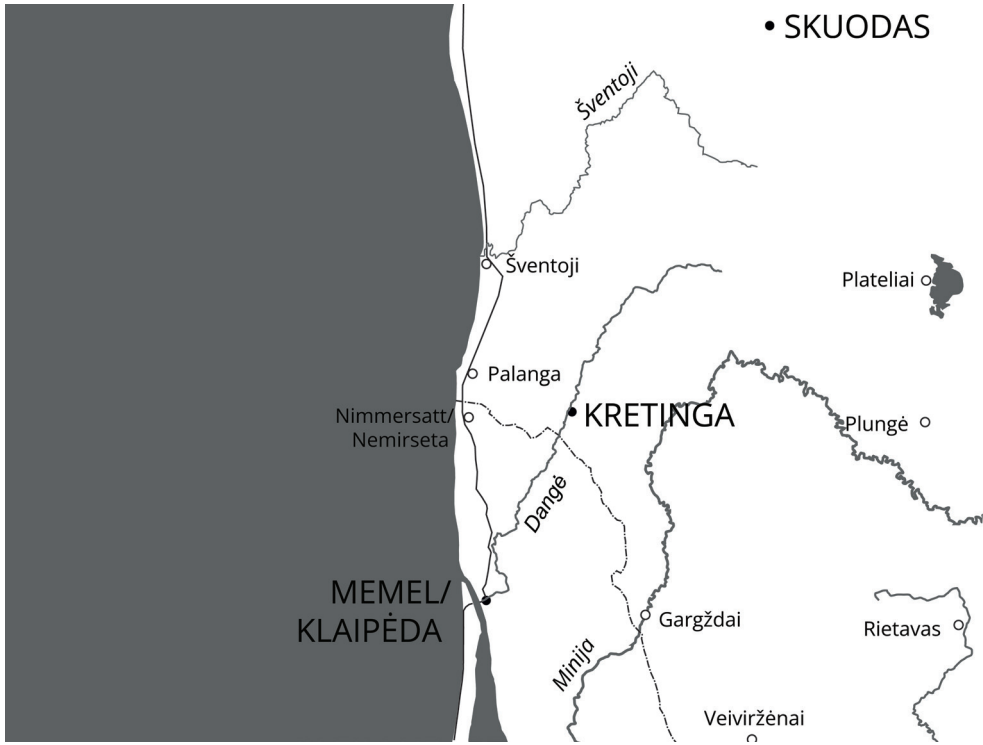 SKUODAS
Šventoji
Šventoji
Plateliai
Palanga
Nimmersatt/
Nemirseta
KRETINGA
Plungė
Dangė
MEMEL/
KLAIPĖDA
Gargždai
Rietavas
Minija
Veiviržėnai